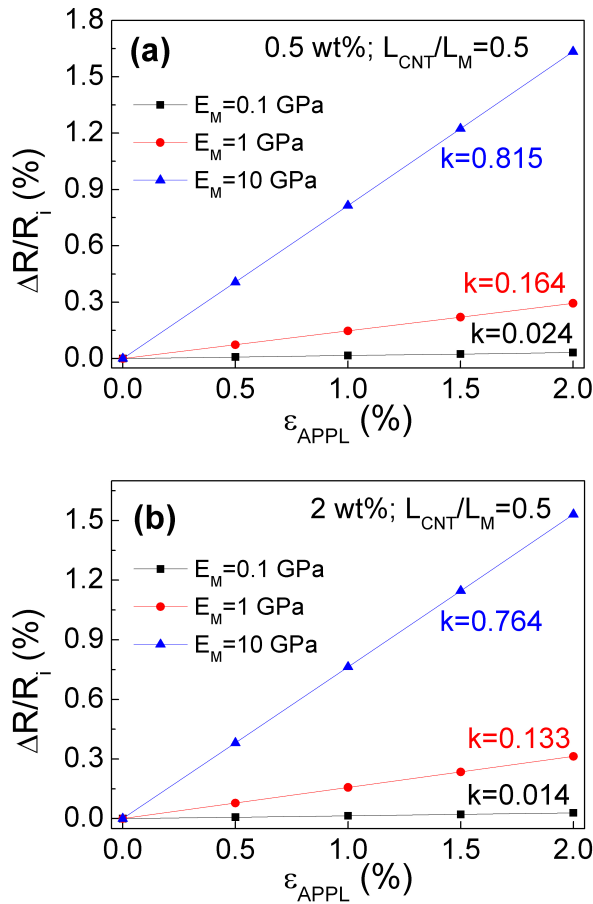 (a) 0.5 wt%; L_CNT/L_M=0.5
E_M=0.1 GPa
E_M=1 GPa
E_M=10 GPa
k=0.815
k=0.164
k=0.024
ΔR/R_i (%)
1.8
1.5
1.2
0.9
0.6
0.3
0.0
0.0 0.5 1.0 1.5 2.0
ε_APPL (%)
(b) 2 wt%; L_CNT/L_M=0.5
E_M=0.1 GPa
E_M=1 GPa
E_M=10 GPa
k=0.764
k=0.133
k=0.014
ΔR/R_i (%)
1.5
1.2
0.9
0.6
0.3
0.0
0.0 0.5 1.0 1.5 2.0
ε_APPL (%)